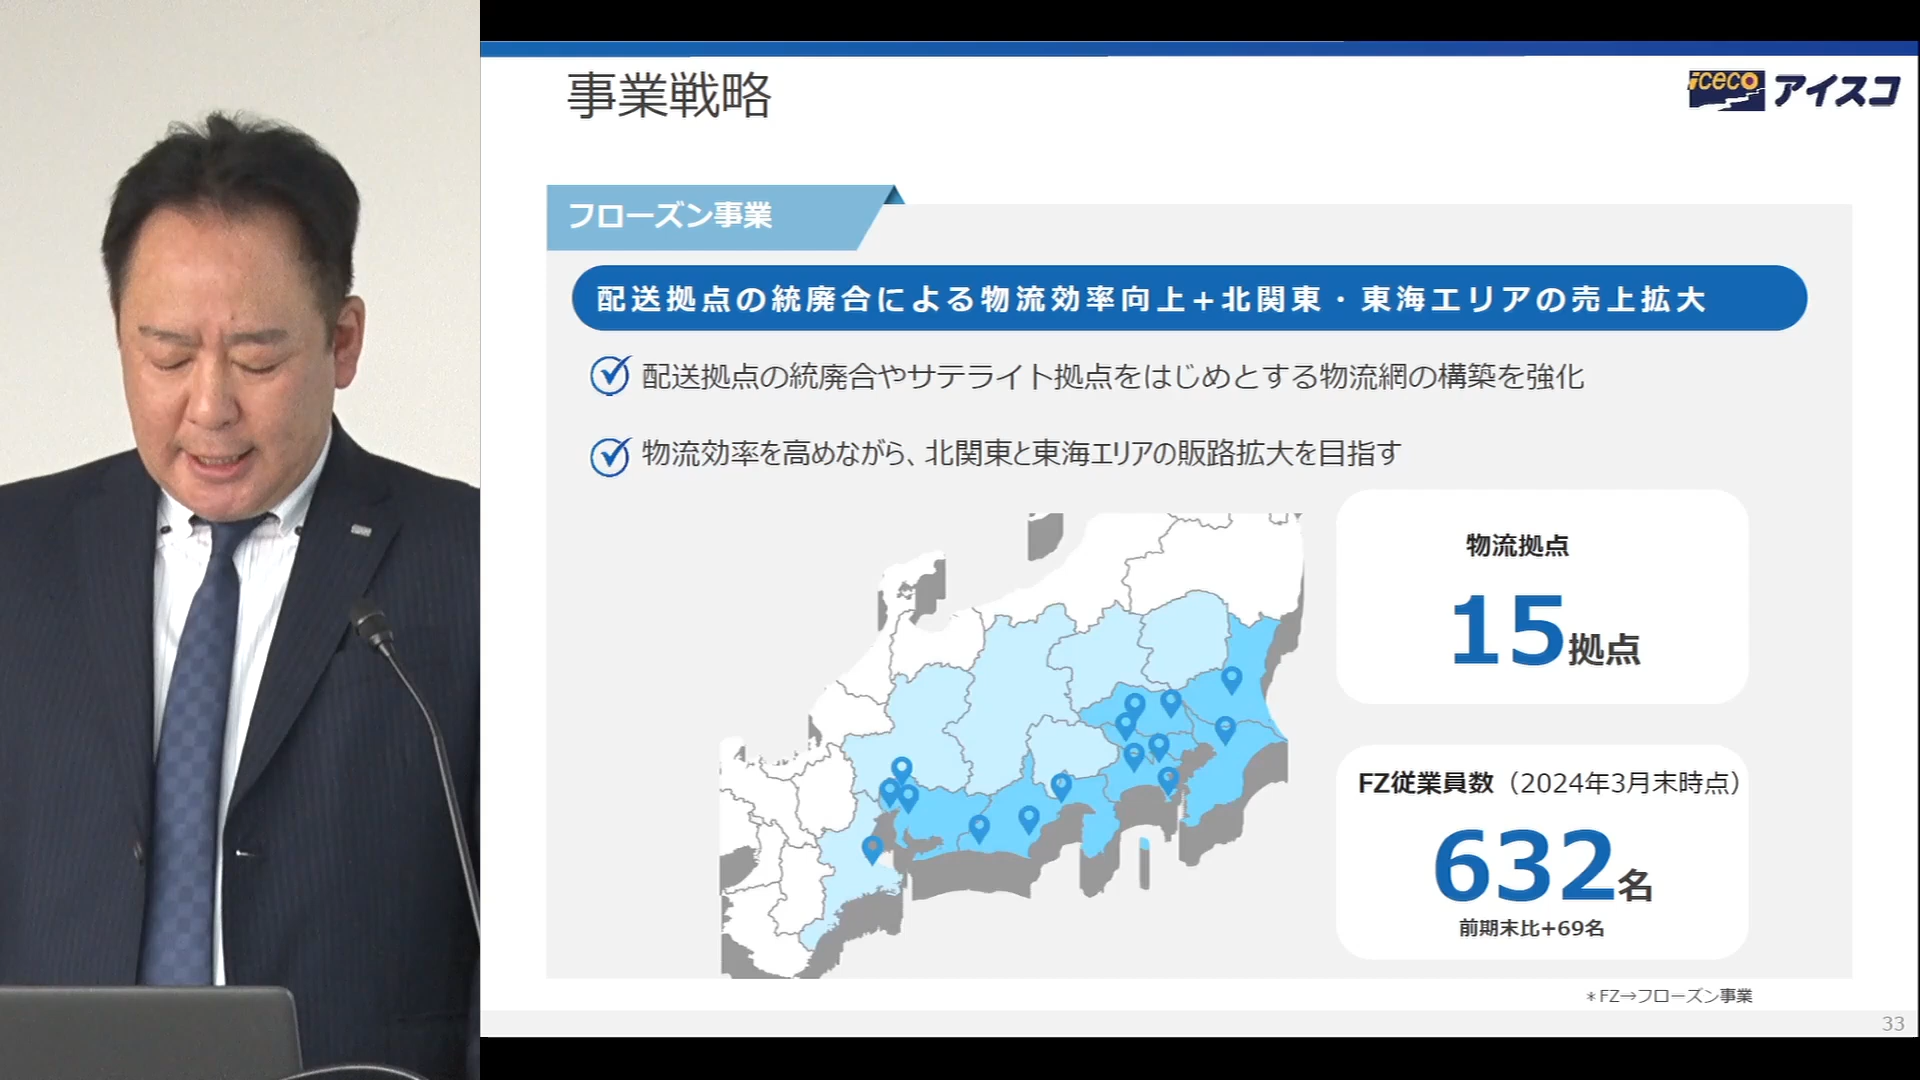 事業戦略
iceco アイスコ
フローズン事業
配送拠点の統廃合による物流効率向上+北関東・東海エリアの売上拡大
配送拠点の統廃合やサテライト拠点をはじめとする物流網の構築を強化
物流効率を高めながら、北関東と東海エリアの販路拡大を目指す
物流拠点
15拠点
FZ従業員数（2024年3月末時点）
632名
前期末比+69名
＊FZ→フローズン事業
33